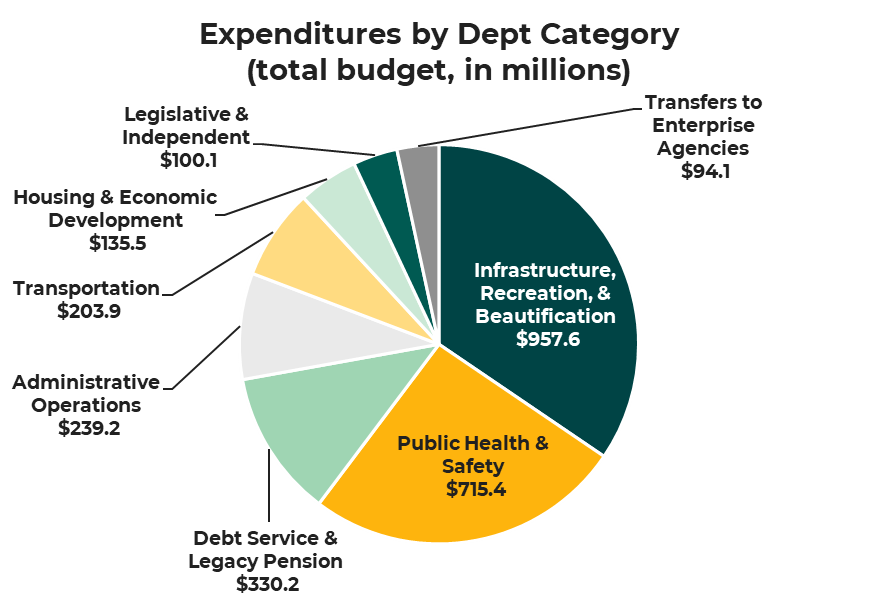 Expenditures by Dept Category
(total budget, in millions)
Transfers to
Enterprise
Agencies
$94.1
Legislative &
Independent
$100.1
Housing & Economic
Development
$135.5
Transportation
$203.9
Administrative
Operations
$239.2
Infrastructure,
Recreation, &
Beautification
$957.6
Public Health &
Safety
$715.4
Debt Service &
Legacy Pension
$330.2